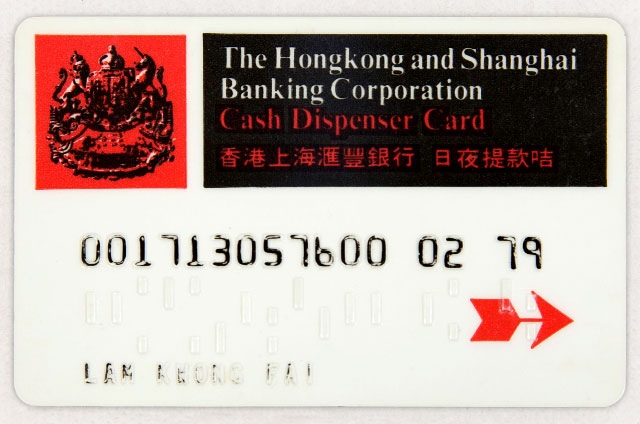 The Hongkong and Shanghai
Banking Corporation
Cash Dispenser Card
香港上海滙豐銀行 日夜提款咭
001713057600 02 79
LAM KWONG FAI